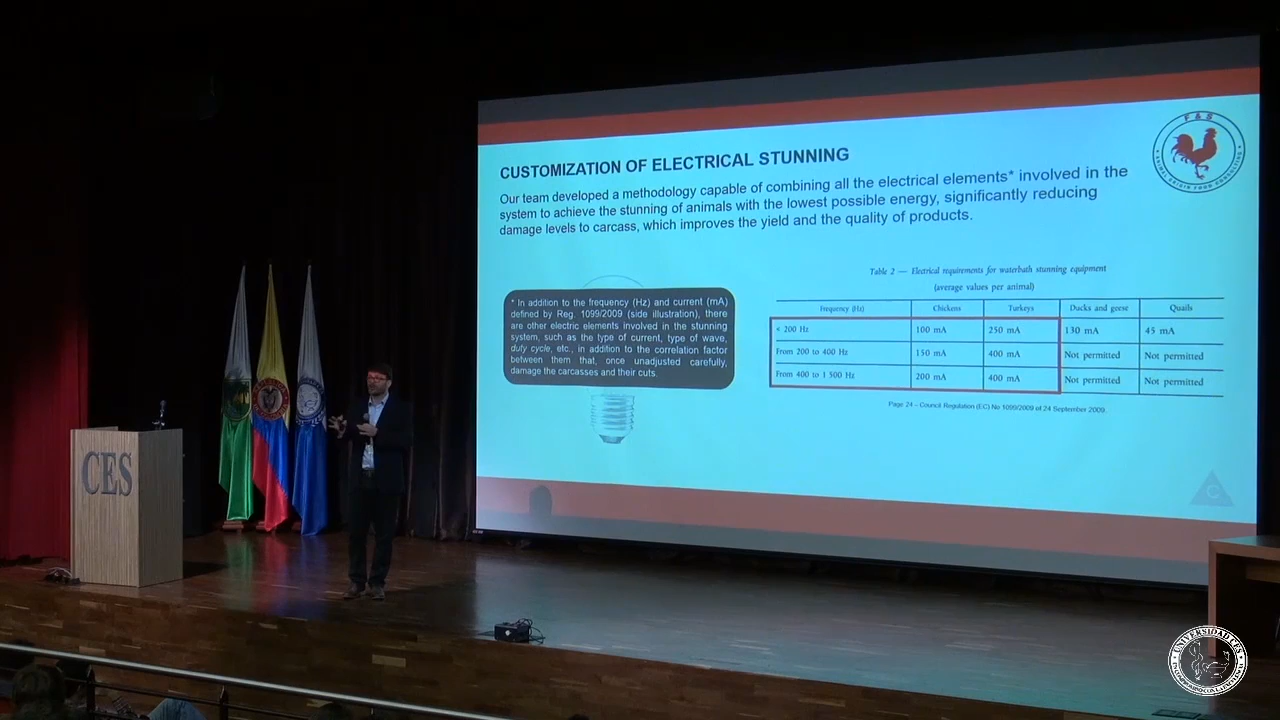 CUSTOMIZATION OF ELECTRICAL STUNNING
Our team developed a methodology capable of combining all the electrical elements* involved in the
system to achieve the stunning of animals with the lowest possible energy, significantly reducing
damage levels to carcass, which improves the yield and the quality of products.
* In addition to the frequency (Hz) and current (mA)
defined by Reg. 1099/2009 (side illustration), there
are other electric elements involved in the stunning
system, such as the type of current, type of wave,
duty cycle, etc., in addition to the correlation factor
between them that, once unadjusted carefully,
damage the carcasses and their cuts.
Table 2 — Electrical requirements for waterbath stunning equipment
(average values per animal)
Frequency (Hz) Chickens Turkeys Ducks and geese Quails
< 200 Hz 100 mA 250 mA 130 mA 45 mA
From 200 to 400 Hz 150 mA 400 mA Not permitted Not permitted
From 400 to 1 500 Hz 200 mA 400 mA Not permitted Not permitted
Page 24 – Council Regulation (EC) No 1099/2009 of 24 September 2009.
F & S
ANIMAL ORIGIN FOOD CONSULTING
C
CES
UNIVERSIDAD CES